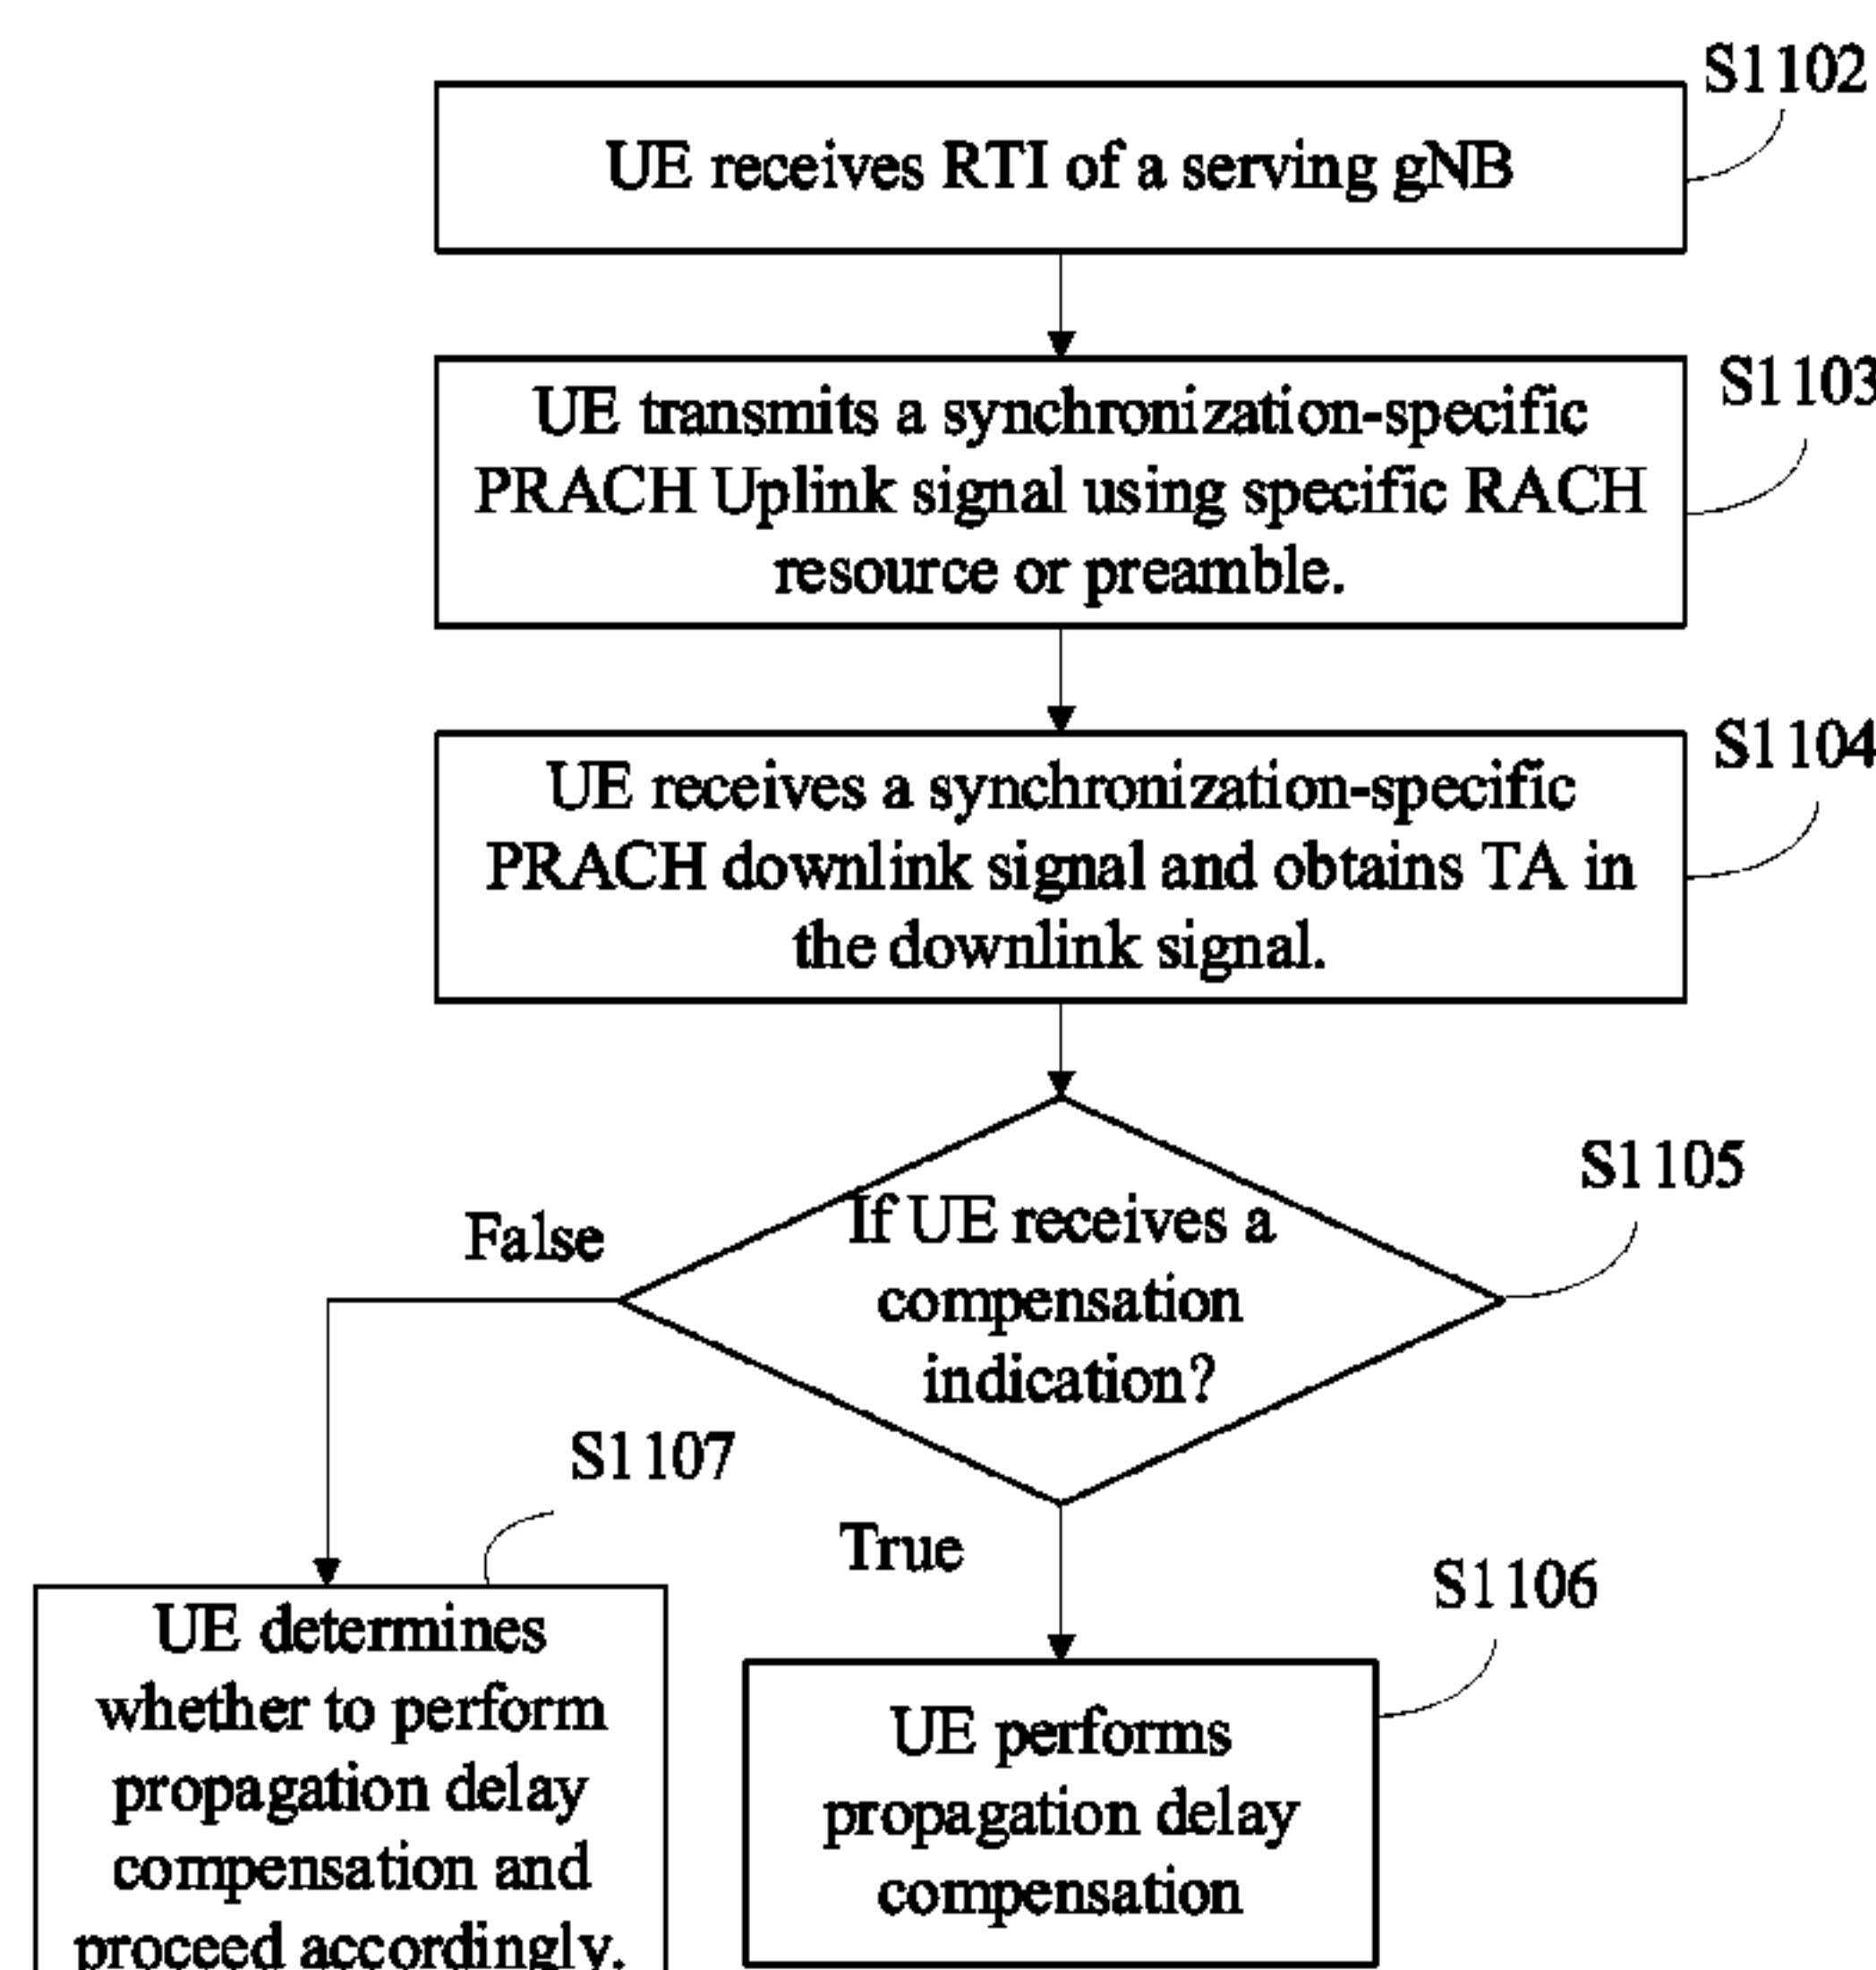 S1102
UE receives RTI of a serving gNB
S1103
UE transmits a synchronization-specific
PRACH Uplink signal using specific RACH
resource or preamble.
S1104
UE receives a synchronization-specific
PRACH downlink signal and obtains TA in
the downlink signal.
S1105
If UE receives a
compensation
indication?
False
True
S1107
UE determines
whether to perform
propagation delay
compensation and
proceed accordingly.
S1106
UE performs
propagation delay
compensation